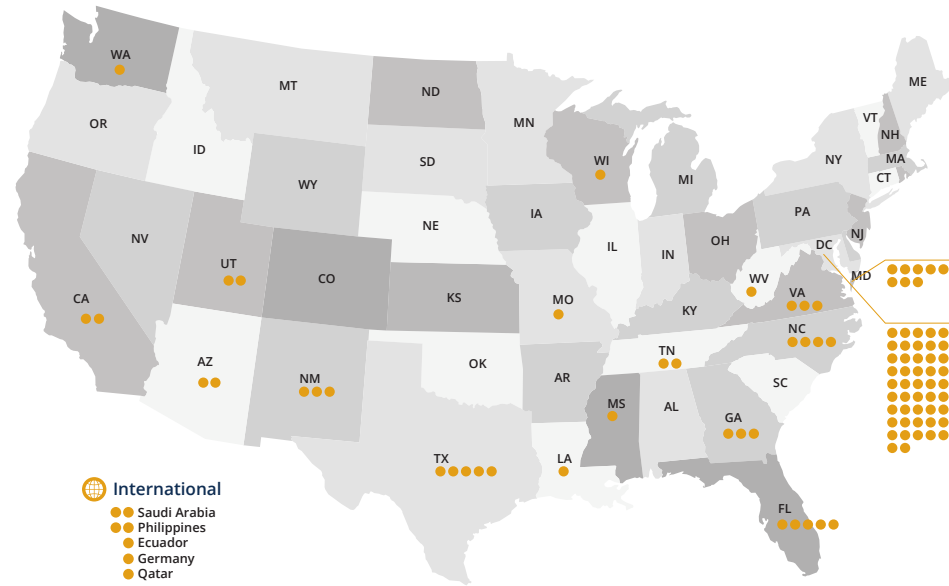 WA
MT
ND
MN
ME
OR
ID
SD
WI
VT
NH
NY
MA
CT
MI
WY
NE
IA
PA
NV
UT
CO
KS
IL
IN
OH
NJ
DC
MD
WV
VA
CA
MO
KY
NC
AZ
NM
OK
AR
TN
SC
MS
AL
GA
TX
LA
FL
International
Saudi Arabia
Philippines
Ecuador
Germany
Qatar